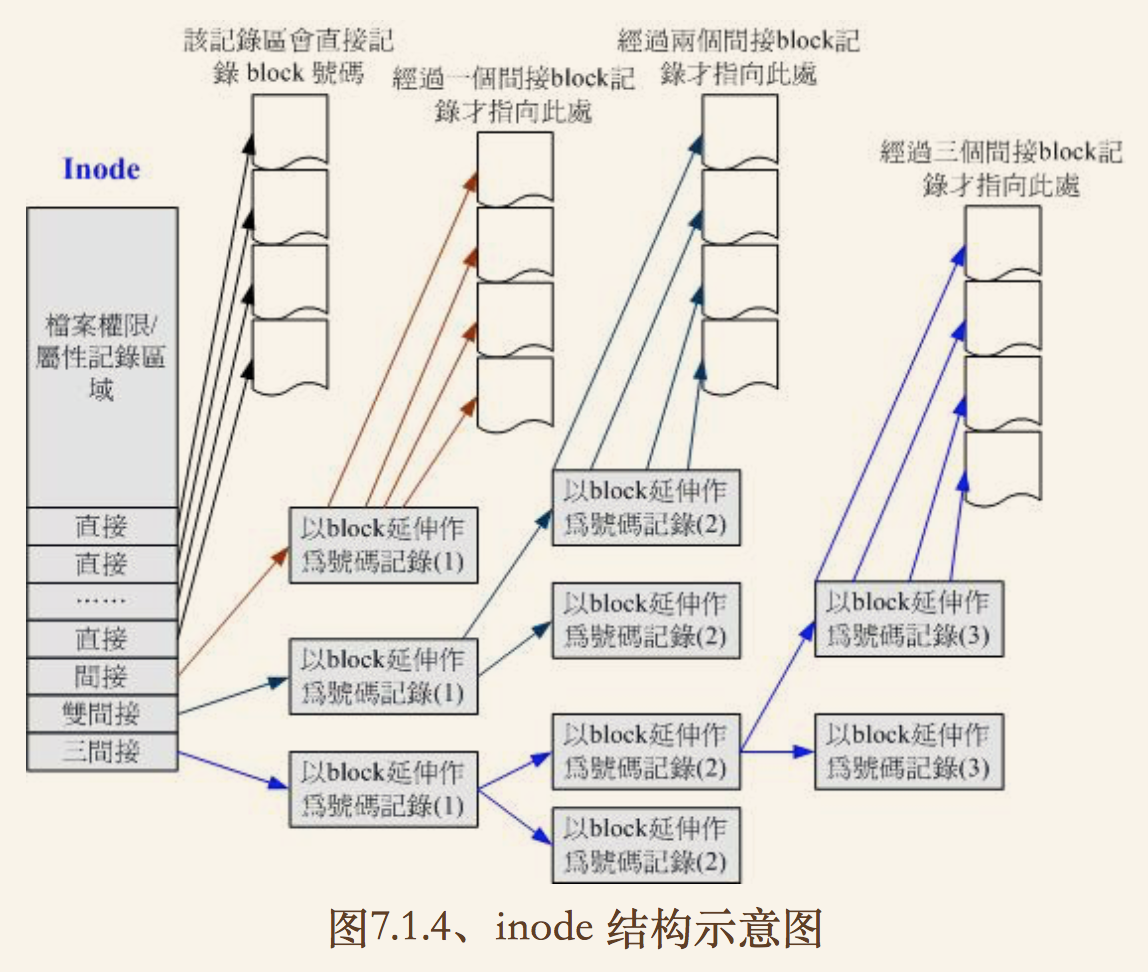 該記錄區會直接記
錄 block 號碼
經過一個間接block記
錄才指向此處
經過兩個間接block記
錄才指向此處
經過三個間接block記
錄才指向此處
Inode
檔案權限/
屬性記錄區
域
直接
直接
……
直接
間接
雙間接
三間接
以block延伸作
爲號碼記錄(1)
以block延伸作
爲號碼記錄(1)
以block延伸作
爲號碼記錄(1)
以block延伸作
爲號碼記錄(2)
以block延伸作
爲號碼記錄(2)
以block延伸作
爲號碼記錄(2)
以block延伸作
爲號碼記錄(2)
以block延伸作
爲號碼記錄(3)
以block延伸作
爲號碼記錄(3)
图7.1.4、inode 结构示意图